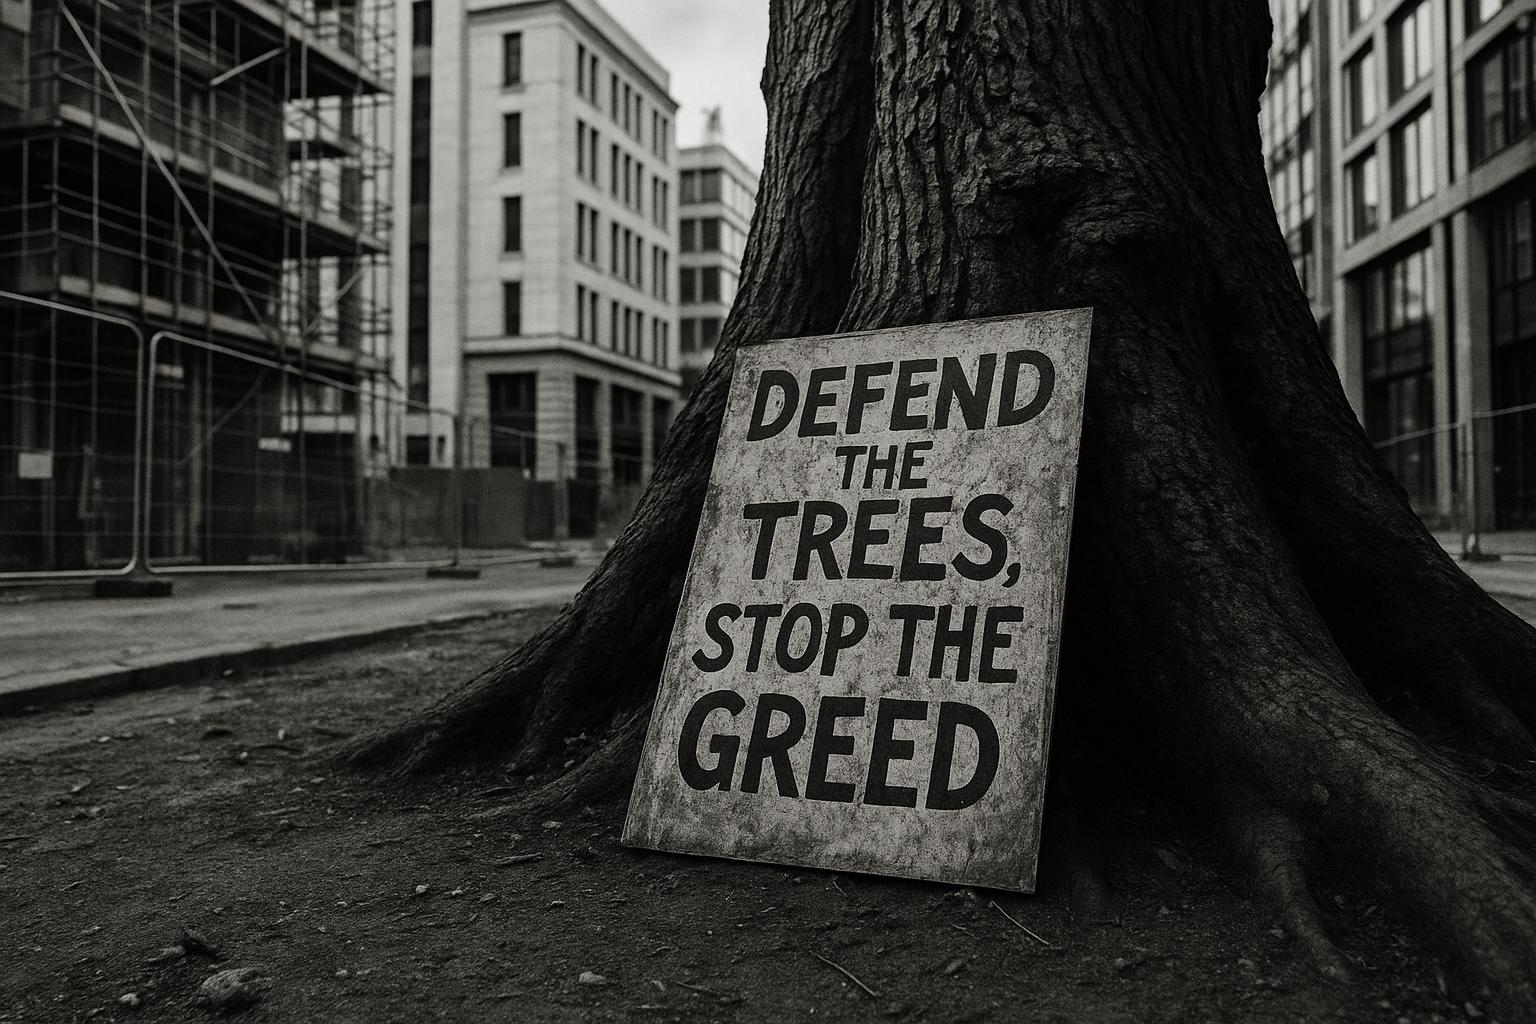 DEFEND
THE
TREES,
STOP THE
GREED